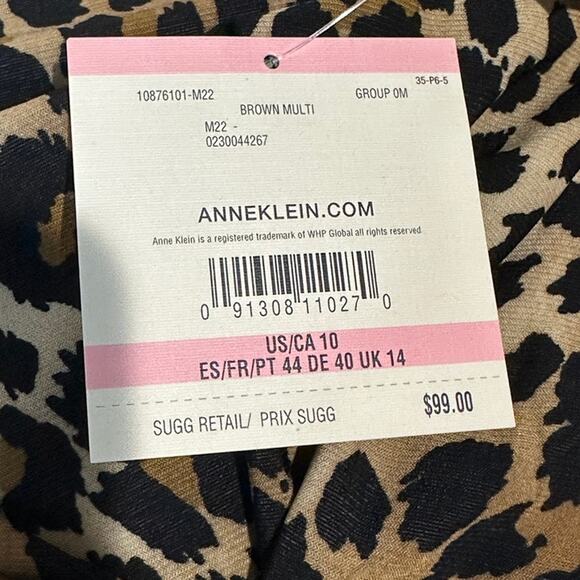 35-P6-5
10876101-M22 GROUP 0M
BROWN MULTI
M22 -
0230044267
ANNEKLEIN.COM
Anne Klein is a registered trademark of WHP Global all rights reserved
0 91308 11027 0
US/CA 10
ES/FR/PT 44 DE 40 UK 14
SUGG RETAIL/ PRIX SUGG $99.00